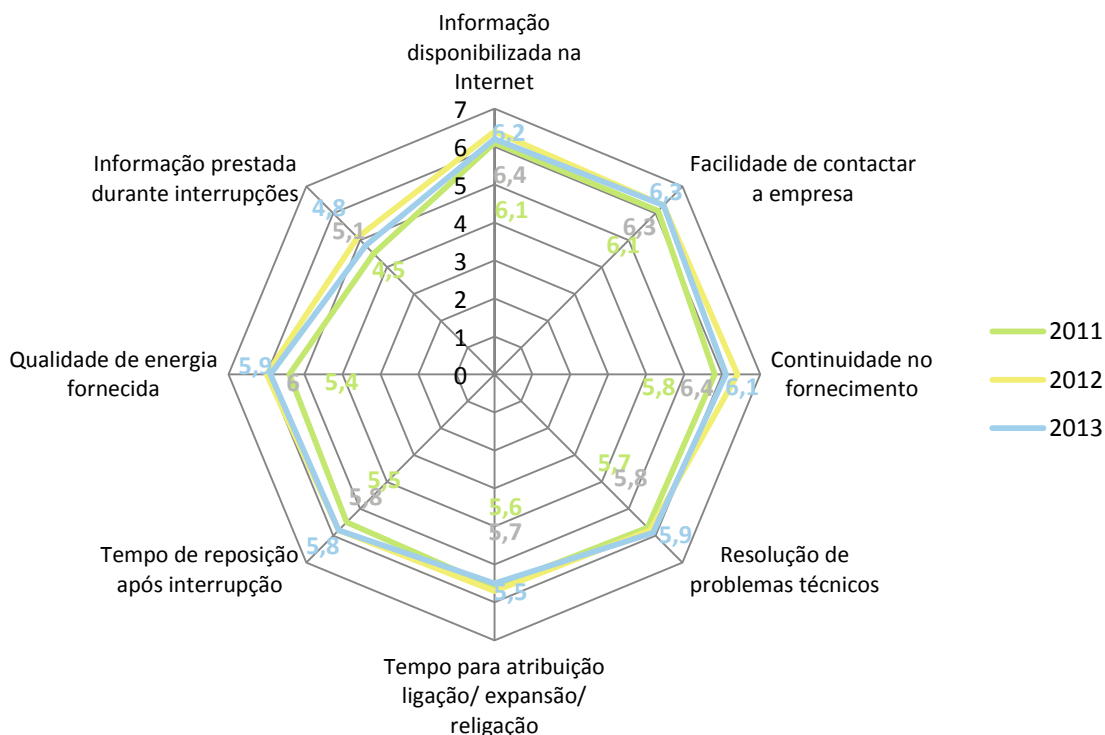 Informação
disponibilizada na
Internet
7
6,2
6
Informação prestada
durante interrupções
Facilidade de contactar
a empresa
4,8
5
6,4
6,3
5,1
4
6,1
6,3
6,1
4,5
3
2
1
Qualidade de energia
fornecida
5,9
6
5,4
0
5,8
6,4
6,1
Continuidade no
fornecimento
2011
2012
2013
5,7
5,8
5,5
5,8
5,6
5,7
5,8
5,9
Tempo de reposição
após interrupção
Resolução de
problemas técnicos
5,5
Tempo para atribuição
ligação/ expansão/
religação